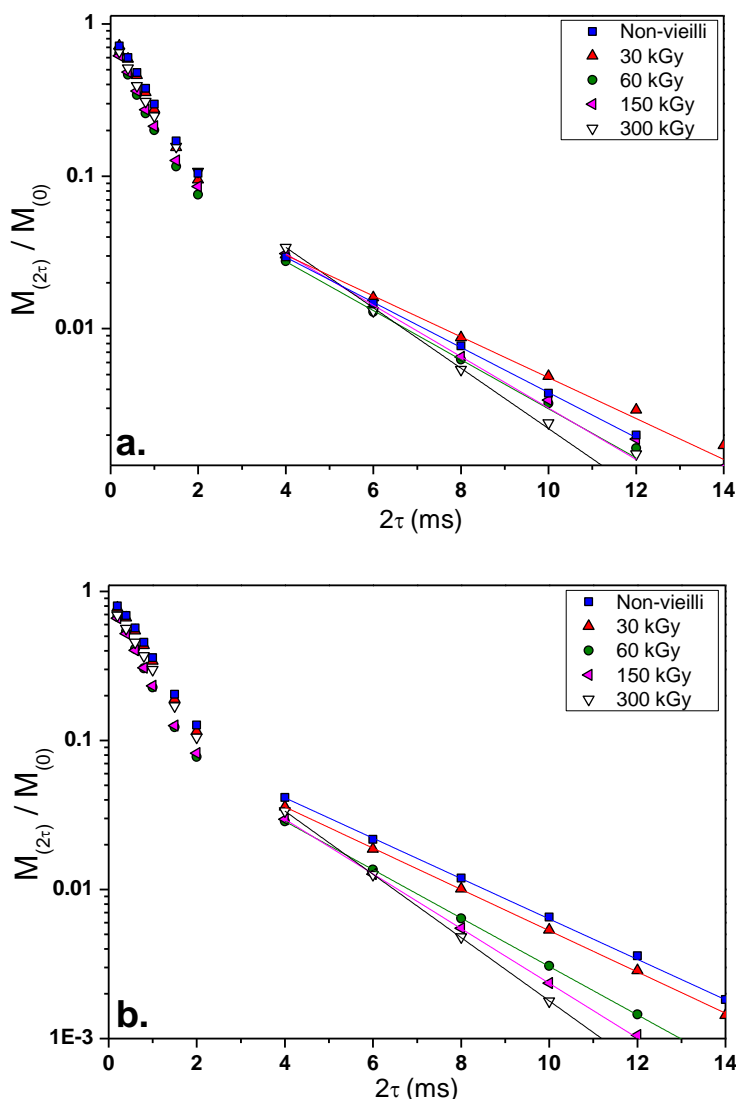 1
0.1
0.01
M(2τ) / M(0)
Non-vieilli
30 kGy
60 kGy
150 kGy
300 kGy
a.
0 2 4 6 8 10 12 14
2τ (ms)
1
0.1
0.01
1E-3
M(2τ) / M(0)
Non-vieilli
30 kGy
60 kGy
150 kGy
300 kGy
b.
0 2 4 6 8 10 12 14
2τ (ms)